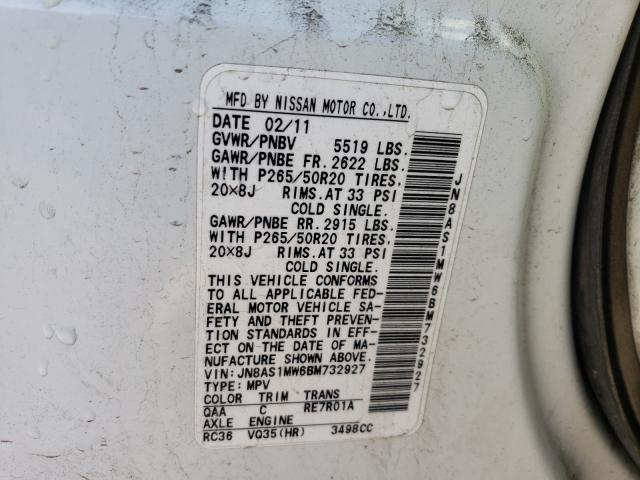 MFD BY NISSAN MOTOR CO.,LTD.
DATE 02/11
GVWR/PNBV 5519 LBS.
GAWR/PNBE FR. 2622 LBS.
WITH P265/50R20 TIRES,
20×8J RIMS.AT 33 PSI
COLD SINGLE.
GAWR/PNBE RR. 2915 LBS.
WITH P265/50R20 TIRES,
20×8J RIMS.AT 33 PSI
COLD SINGLE.
THIS VEHICLE CONFORMS
TO ALL APPLICABLE FED-
ERAL MOTOR VEHICLE SA-
FETY AND THEFT PREVEN-
TION STANDARDS IN EFF-
ECT ON THE DATE OF MA-
NUFACTURE SHOWN ABOVE.
VIN: JN8AS1MW6BM732927
TYPE: MPV
COLOR TRIM TRANS
QAA C RE7R01A
AXLE ENGINE
RC36 VQ35(HR) 3498CC
JN8AS1MW6BM732927